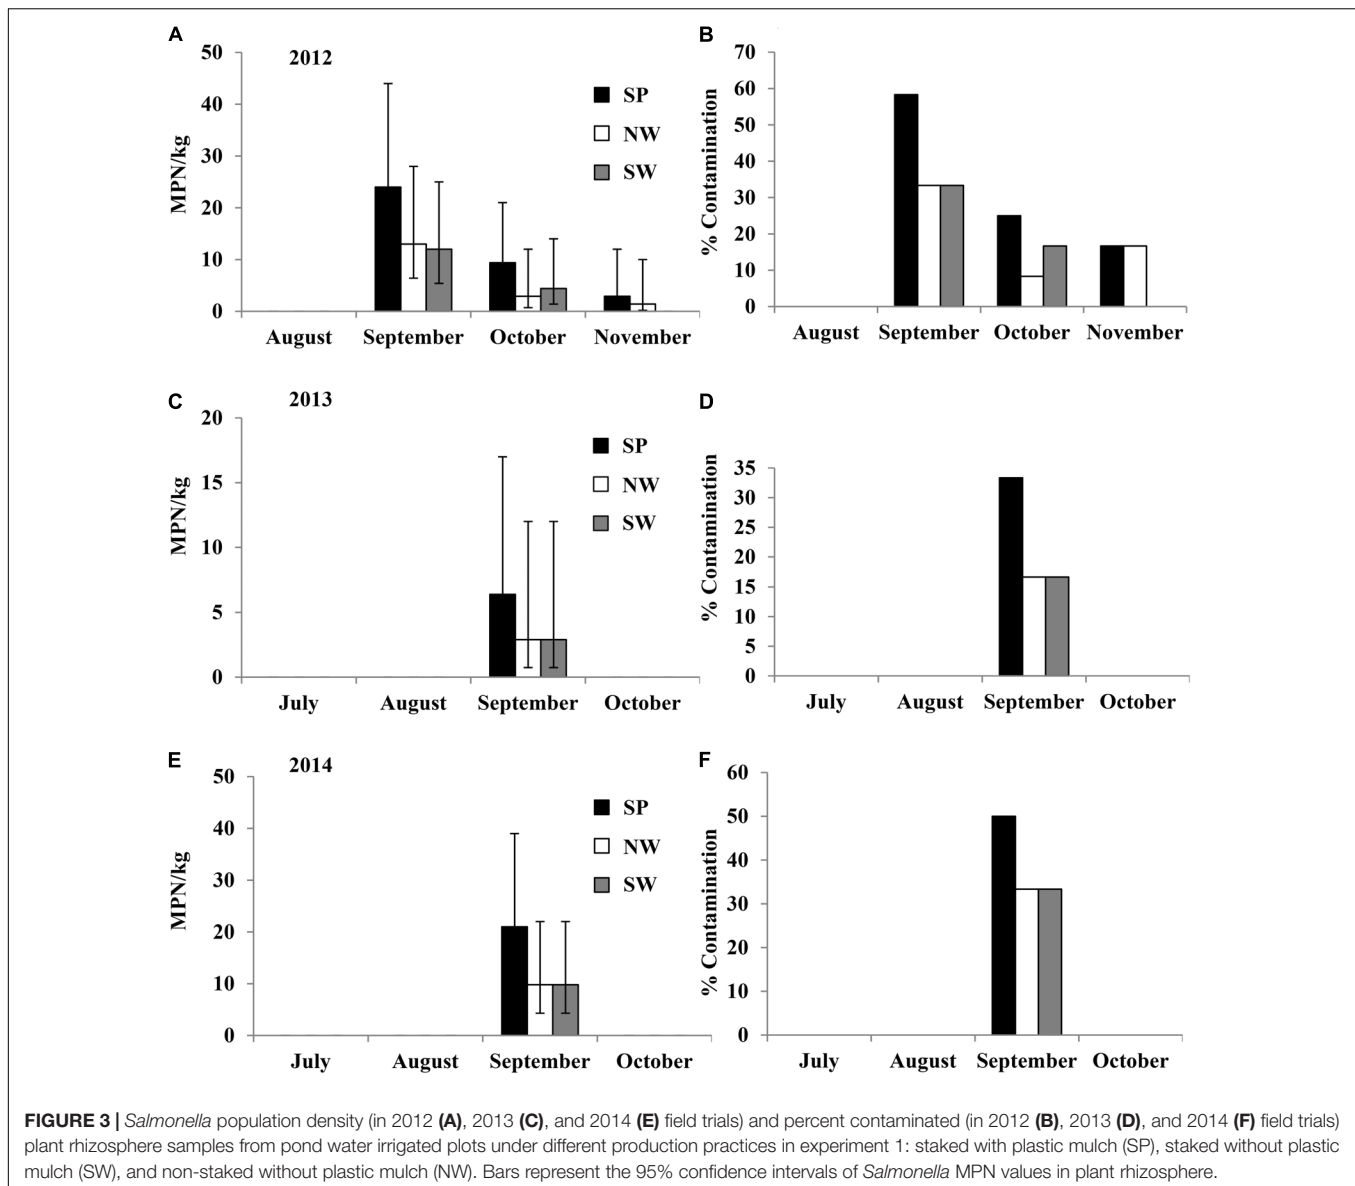 A
2012
50
40
30
20
10
0
MPN/kg
SP
NW
SW
August September October November
B
70
60
50
40
30
20
10
0
% Contamination
August September October November
C
2013
20
15
10
5
0
MPN/kg
SP
NW
SW
July August September October
D
35
30
25
20
15
10
5
0
% Contamination
July August September October
E
2014
50
40
30
20
10
0
MPN/kg
SP
NW
SW
July August September October
F
60
50
40
30
20
10
0
% Contamination
July August September October
FIGURE 3 | Salmonella population density (in 2012 (A), 2013 (C), and 2014 (E) field trials) and percent contaminated (in 2012 (B), 2013 (D), and 2014 (F) field trials)
plant rhizosphere samples from pond water irrigated plots under different production practices in experiment 1: staked with plastic mulch (SP), staked without plastic
mulch (SW), and non-staked without plastic mulch (NW). Bars represent the 95% confidence intervals of Salmonella MPN values in plant rhizosphere.